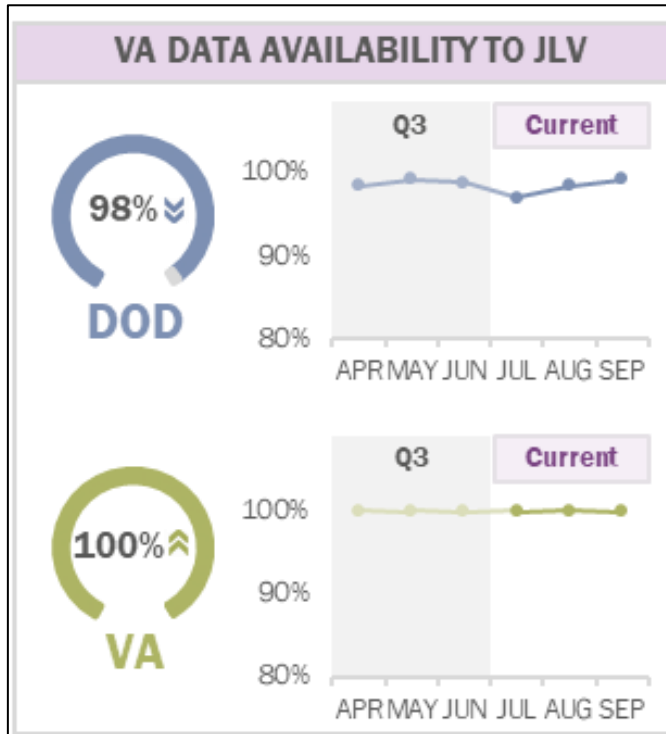 VA DATA AVAILABILITY TO JLV
98%
DOD
Q3 Current
100%
90%
80%
APR MAY JUN JUL AUG SEP
100%
VA
Q3 Current
100%
90%
80%
APR MAY JUN JUL AUG SEP